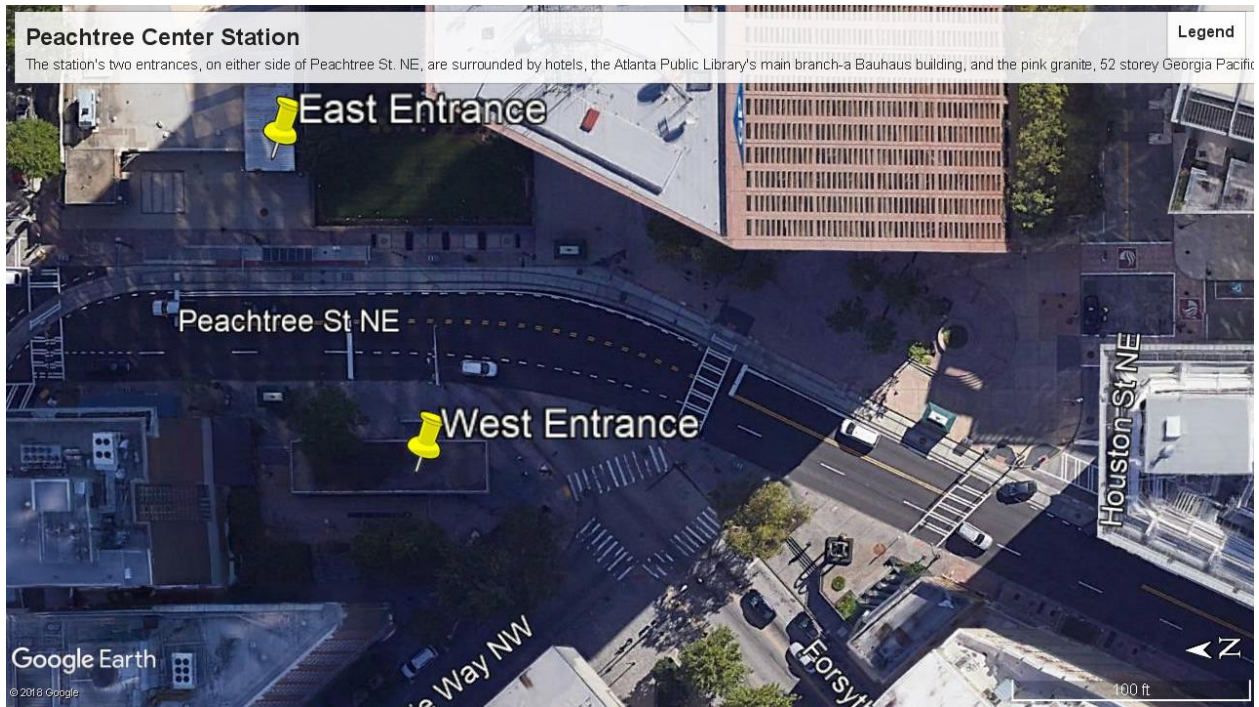 Peachtree Center Station
Legend
The station's two entrances, on either side of Peachtree St. NE, are surrounded by hotels, the Atlanta Public Library's main branch-a Bauhaus building, and the pink granite, 52 storey Georgia Pacific
East Entrance
Peachtree St NE
West Entrance
Houston St NE
Way NW
Forsyth
Google Earth
© 2018 Google
N
100 ft